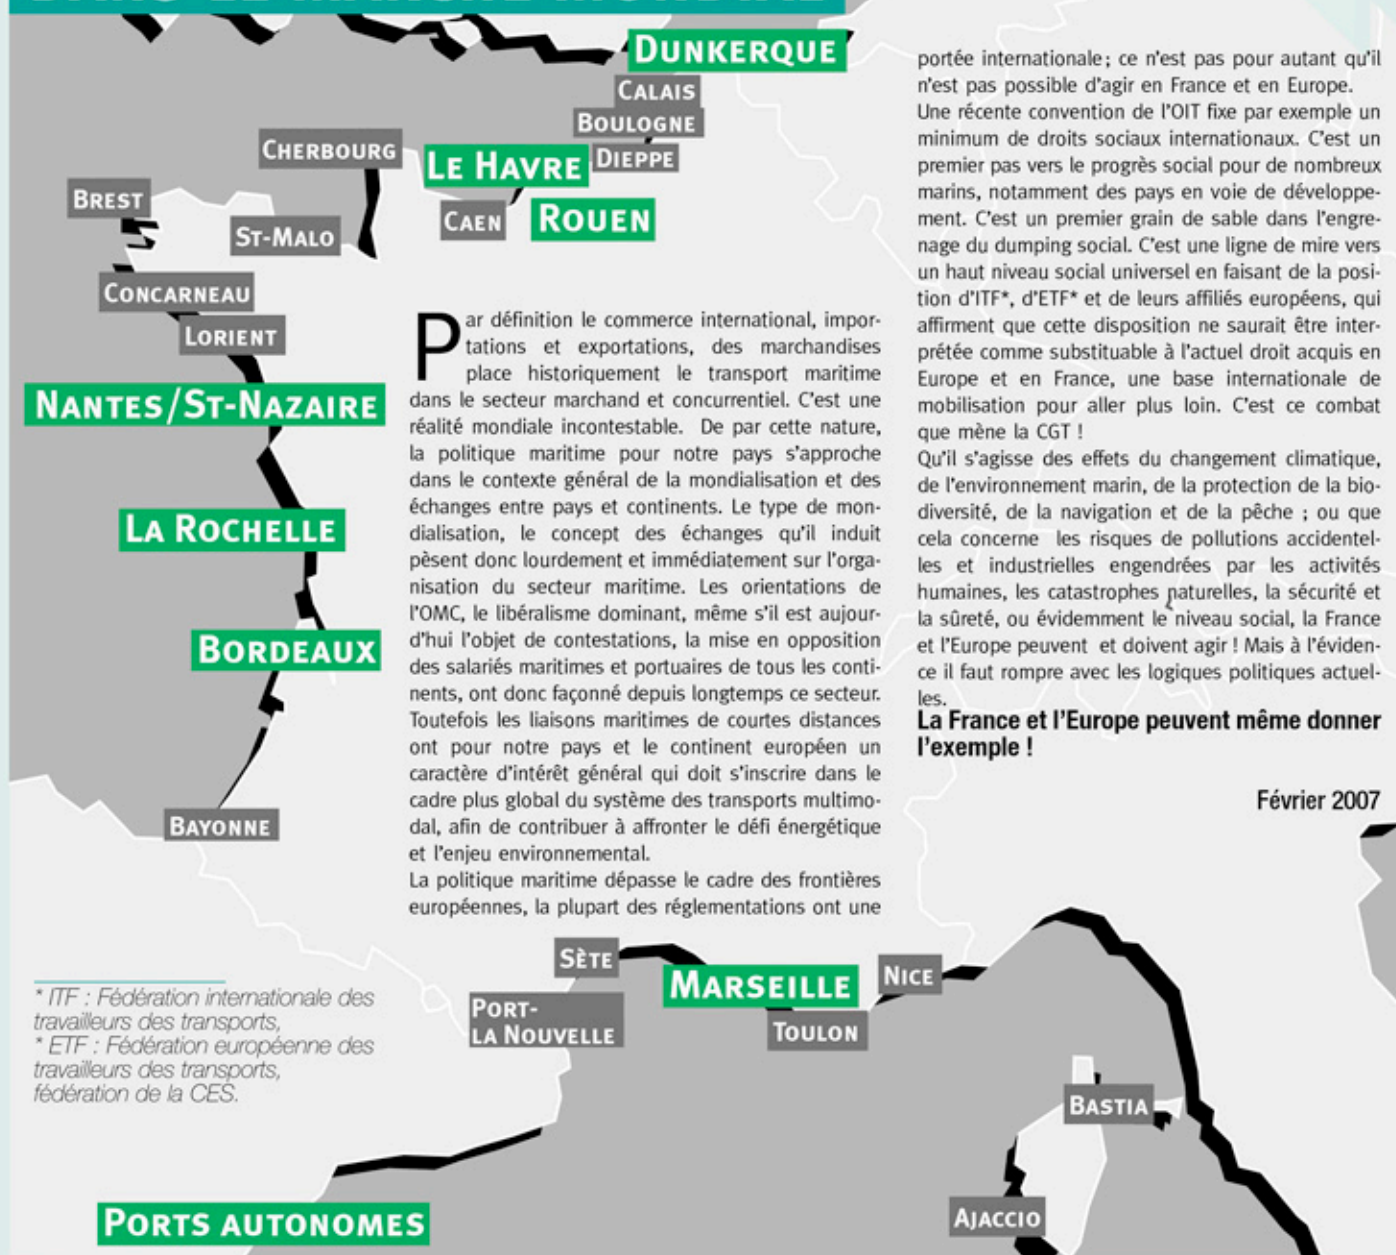 DUNKERQUE
CALAIS
BOULOGNE
DIEPPE
CHERBOURG
LE HAVRE
BREST
CAEN
ROUEN
ST-MALO
CONCARNEAU
LORIENT
NANTES/ST-NAZAIRE
LA ROCHELLE
BORDEAUX
BAYONNE
Par définition le commerce international, impor-
tations et exportations, des marchandises
place historiquement le transport maritime
dans le secteur marchand et concurrentiel. C'est une
réalité mondiale incontestable. De par cette nature,
la politique maritime pour notre pays s'approche
dans le contexte général de la mondialisation et des
échanges entre pays et continents. Le type de mon-
dialisation, le concept des échanges qu'il induit
pèsent donc lourdement et immédiatement sur l'orga-
nisation du secteur maritime. Les orientations de
l'OMC, le libéralisme dominant, même s'il est aujour-
d'hui l'objet de contestations, la mise en opposition
des salariés maritimes et portuaires de tous les conti-
nents, ont donc façonné depuis longtemps ce secteur.
Toutefois les liaisons maritimes de courtes distances
ont pour notre pays et le continent européen un
caractère d'intérêt général qui doit s'inscrire dans le
cadre plus global du système des transports multimo-
dal, afin de contribuer à affronter le défi énergétique
et l'enjeu environnemental.
La politique maritime dépasse le cadre des frontières
européennes, la plupart des réglementations ont une
portée internationale; ce n'est pas pour autant qu'il
n'est pas possible d'agir en France et en Europe.
Une récente convention de l'OIT fixe par exemple un
minimum de droits sociaux internationaux. C'est un
premier pas vers le progrès social pour de nombreux
marins, notamment des pays en voie de développe-
ment. C'est un premier grain de sable dans l'engre-
nage du dumping social. C'est une ligne de mire vers
un haut niveau social universel en faisant de la posi-
tion d'ITF*, d'ETF* et de leurs affiliés européens, qui
affirment que cette disposition ne saurait être inter-
prétée comme substituable à l'actuel droit acquis en
Europe et en France, une base internationale de
mobilisation pour aller plus loin. C'est ce combat
que mène la CGT !
Qu'il s'agisse des effets du changement climatique,
de l'environnement marin, de la protection de la bio-
diversité, de la navigation et de la pêche ; ou que
cela concerne les risques de pollutions accidentel-
les et industrielles engendrées par les activités
humaines, les catastrophes naturelles, la sécurité et
la sûreté, ou évidemment le niveau social, la France
et l'Europe peuvent et doivent agir ! Mais à l'éviden-
ce il faut rompre avec les logiques politiques actuel-
les.
La France et l'Europe peuvent même donner
l'exemple !
Février 2007
SÈTE
MARSEILLE
NICE
PORT-
LA NOUVELLE
TOULON
BASTIA
AJACCIO
* ITF : Fédération internationale des
travailleurs des transports,
* ETF : Fédération européenne des
travailleurs des transports,
fédération de la CES.
PORTS AUTONOMES